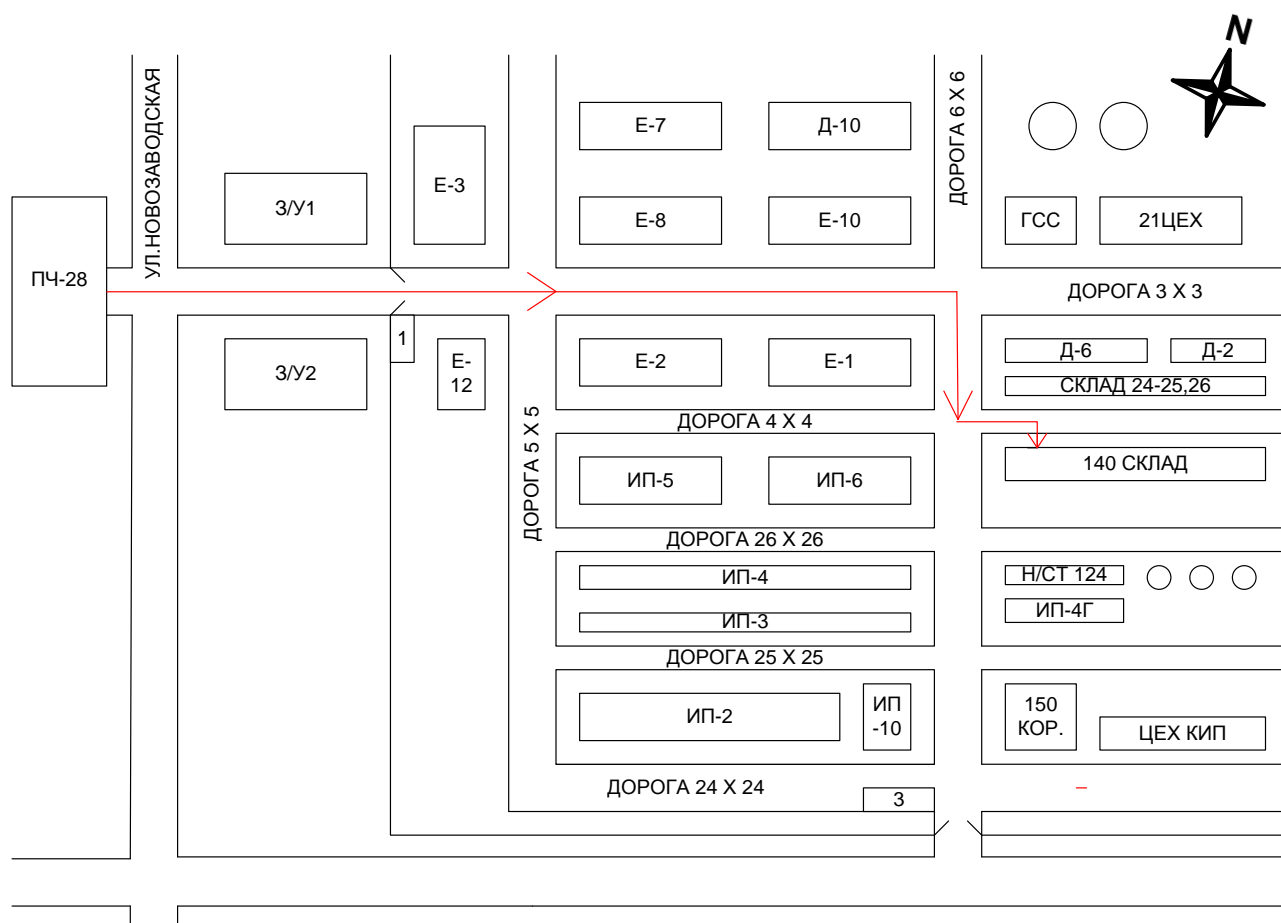 N
УЛ.НОВОЗАВОДСКАЯ
ДОРОГА 6 Х 6
Е-7
Д-10
Е-3
З/У1
Е-8
Е-10
ГСС
21ЦЕХ
ПЧ-28
ДОРОГА 3 Х 3
1
Е-
12
З/У2
Е-2
Е-1
Д-6
Д-2
СКЛАД 24-25,26
ДОРОГА 5 Х 5
ДОРОГА 4 Х 4
ИП-5
ИП-6
140 СКЛАД
ДОРОГА 26 Х 26
ИП-4
Н/СТ 124
ИП-3
ИП-4Г
ДОРОГА 25 Х 25
ИП-2
ИП
-10
150
КОР.
ЦЕХ КИП
ДОРОГА 24 Х 24
3